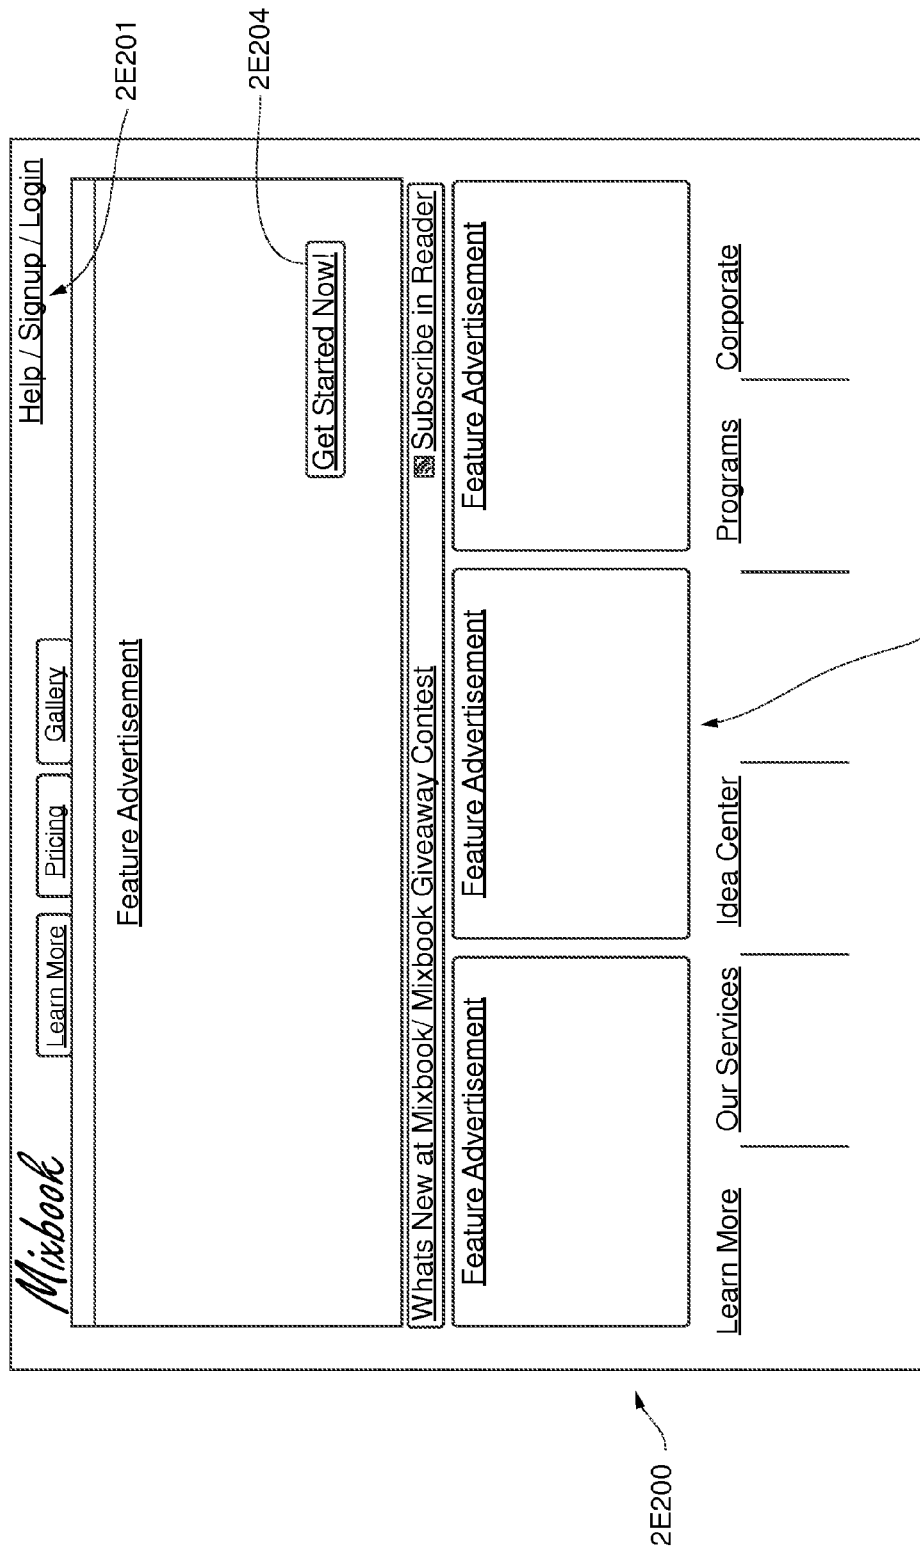 2E201
2E204
Mixbook
Learn More
Pricing
Gallery
Help / Signup / Login
Feature Advertisement
Get Started Now!
Whats New at Mixbook/ Mixbook Giveaway Contest
Subscribe in Reader
Feature Advertisement
Feature Advertisement
Feature Advertisement
Learn More
Our Services
Idea Center
Programs
Corporate
2E200